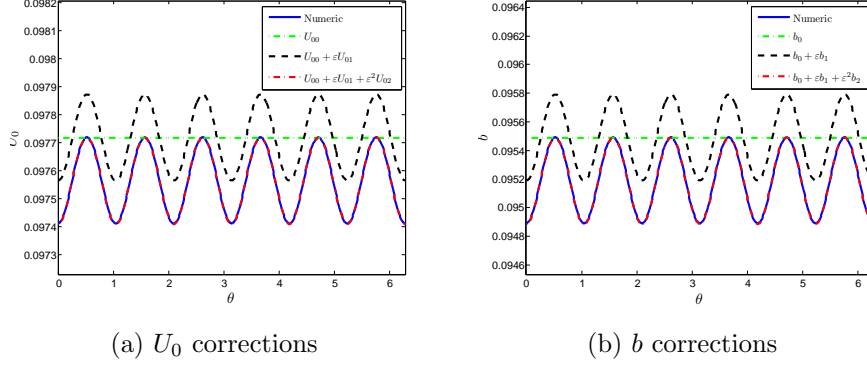 0.0982
0.0981
0.098
0.0979
0.0978
0.0977
0.0976
0.0975
0.0974
0.0973
U₀
0 1 2 3 4 5 6
θ
Numeric
U₀₀
U₀₀ + εU₀₁
U₀₀ + εU₀₁ + ε²U₀₂
(a) U₀ corrections
0.0964
0.0962
0.096
0.0958
0.0956
0.0954
0.0952
0.095
0.0948
0.0946
b
0 1 2 3 4 5 6
θ
Numeric
b₀
b₀ + εb₁
b₀ + εb₁ + ε²b₂
(b) b corrections